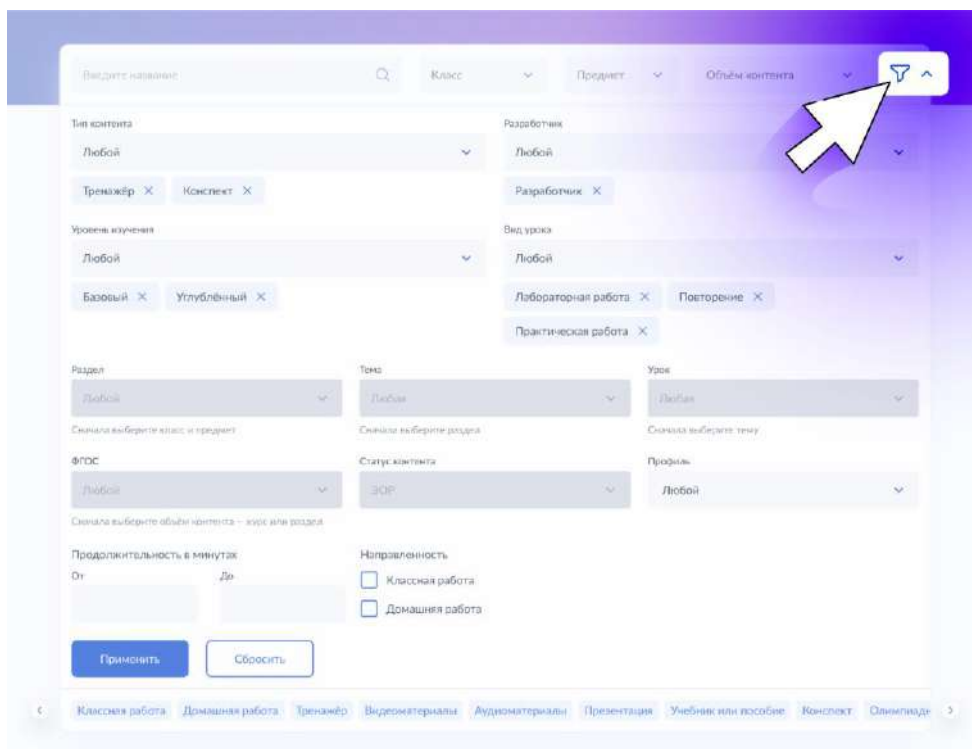 Введите название Класс Предмет Объём контента
Тип контента Разработчик
Любой Любой
Тренажёр × Конспект × Разработчик ×
Уровень изучения Вид урока
Любой Любой
Базовый × Углублённый × Лабораторная работа × Повторение ×
Практическая работа ×
Раздел Тема Урок
Любой Любая Любая
Сначала выберите класс и предмет Сначала выберите раздел Сначала выберите тему
ФГОС Статус контента Профиль
Любой ЭОР Любой
Сначала выберите объём контента – курс или раздел
Продолжительность в минутах Направленность
От До Классная работа
Домашняя работа
Применить Сбросить
Классная работа Домашняя работа Тренажёр Видеоматериалы Аудиоматериалы Презентация Учебник или пособие Конспект Олимпиадн